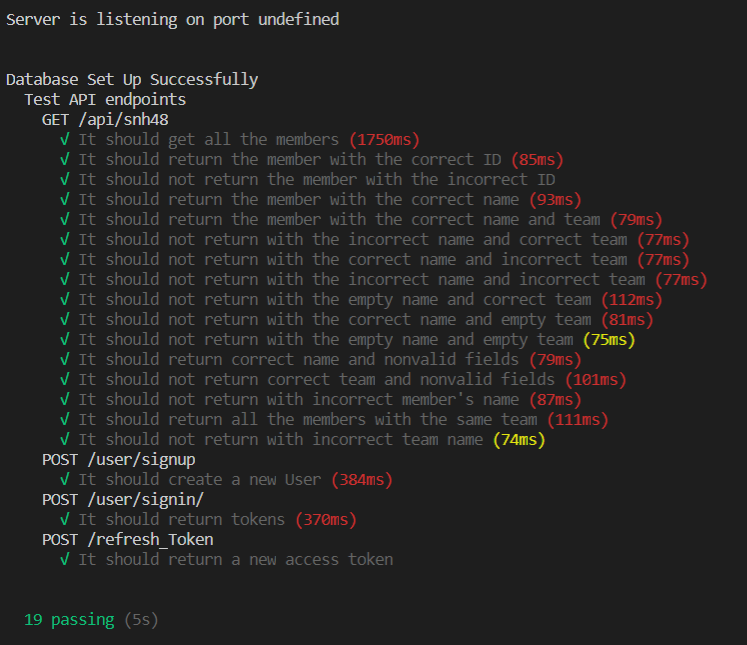 Server is listening on port undefined
Database Set Up Successfully
Test API endpoints
GET /api/snh48
√ It should get all the members (1750ms)
√ It should return the member with the correct ID (85ms)
√ It should not return the member with the incorrect ID
√ It should return the member with the correct name (93ms)
√ It should return the member with the correct name and team (79ms)
√ It should not return with the incorrect name and correct team (77ms)
√ It should not return with the correct name and incorrect team (77ms)
√ It should not return with the incorrect name and incorrect team (77ms)
√ It should not return with the empty name and correct team (112ms)
√ It should not return with the correct name and empty team (81ms)
√ It should not return with the empty name and empty team (75ms)
√ It should return correct name and nonvalid fields (79ms)
√ It should not return correct team and nonvalid fields (101ms)
√ It should not return with incorrect member's name (87ms)
√ It should return all the members with the same team (111ms)
√ It should not return with incorrect team name (74ms)
POST /user/signup
√ It should create a new User (384ms)
POST /user/signin/
√ It should return tokens (370ms)
POST /refresh_Token
√ It should return a new access token
19 passing (5s)